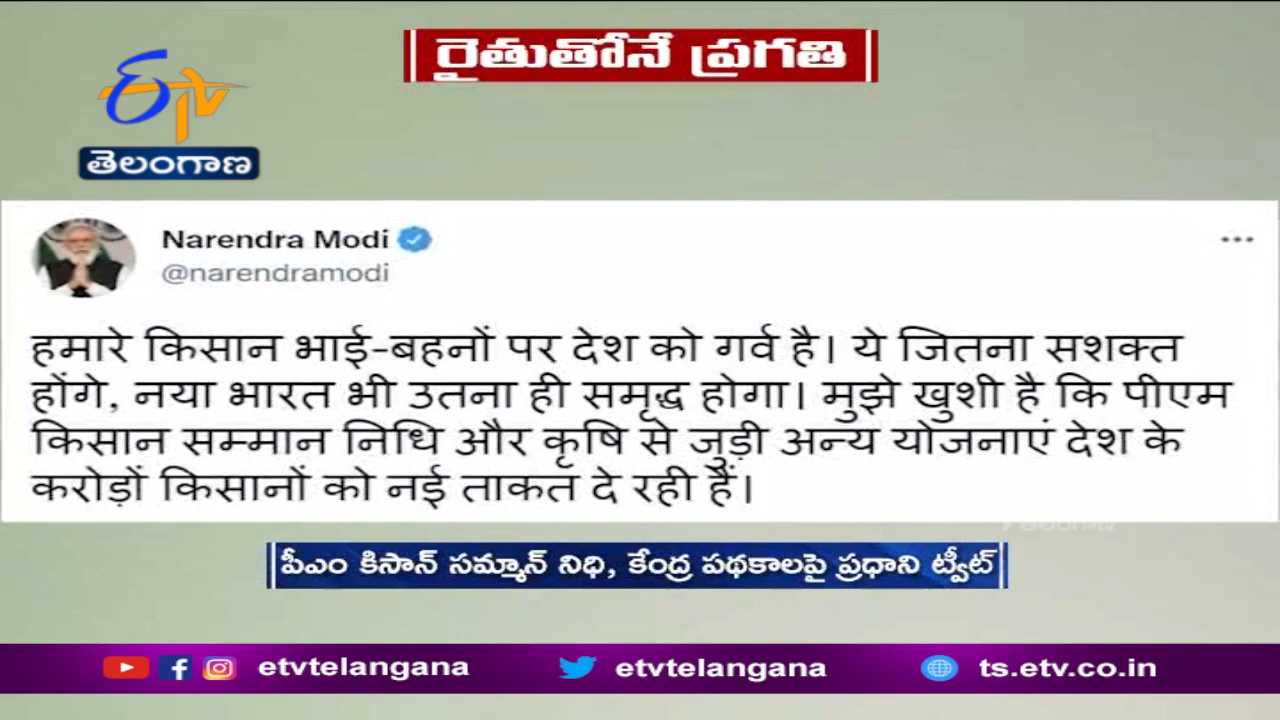 రైతుతోనే ప్రగతి
ETV
తెలంగాణ
Narendra Modi
@narendramodi
हमारे किसान भाई-बहनों पर देश को गर्व है। ये जितना सशक्त
होंगे, नया भारत भी उतना ही समृद्ध होगा। मुझे खुशी है कि पीएम
किसान सम्मान निधि और कृषि से जुड़ी अन्य योजनाएं देश के
करोड़ों किसानों को नई ताकत दे रही हैं।
తెలంగాణ
పీఎం కిసాన్ సమ్మాన్ నిధి, కేంద్ర పథకాలపై ప్రధాని ట్వీట్
etvtelangana etvtelangana ts.etv.co.in